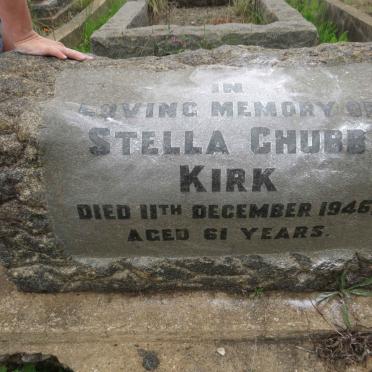 IN
LOVING MEMORY OF
STELLA CHUBB
KIRK
DIED 11TH DECEMBER 1946,
AGED 61 YEARS.